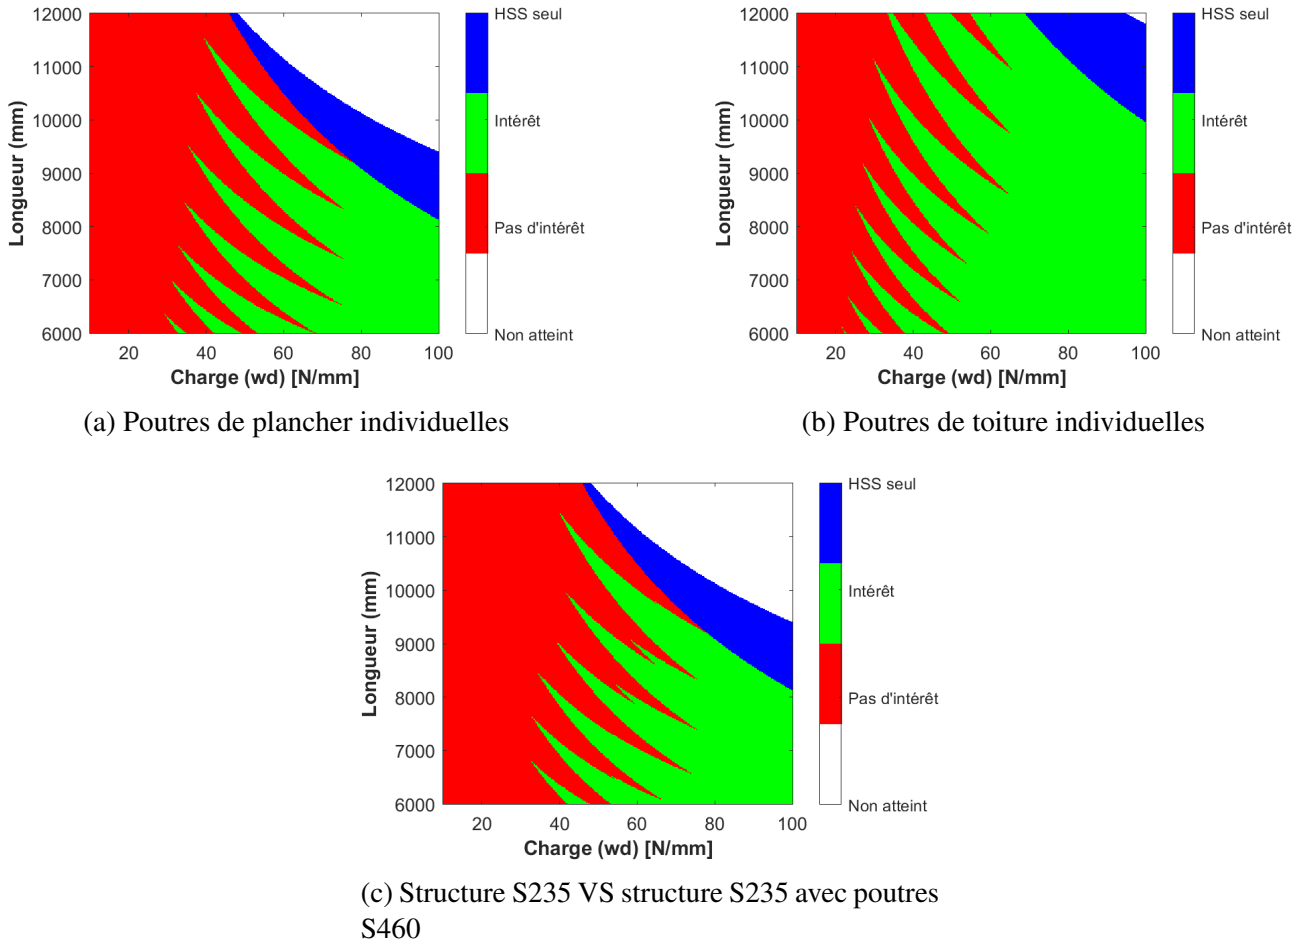 12000
11000
10000
9000
8000
7000
6000
Longueur (mm)
20 40 60 80 100
Charge (wd) [N/mm]
HSS seul
Intérêt
Pas d'intérêt
Non atteint
(a) Poutres de plancher individuelles
12000
11000
10000
9000
8000
7000
6000
Longueur (mm)
20 40 60 80 100
Charge (wd) [N/mm]
HSS seul
Intérêt
Pas d'intérêt
Non atteint
(b) Poutres de toiture individuelles
12000
11000
10000
9000
8000
7000
6000
Longueur (mm)
20 40 60 80 100
Charge (wd) [N/mm]
HSS seul
Intérêt
Pas d'intérêt
Non atteint
(c) Structure S235 VS structure S235 avec poutres
S460